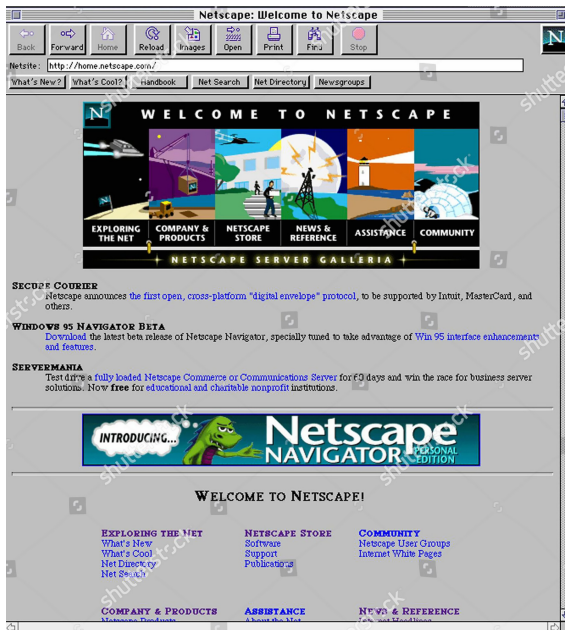 Netscape: Welcome to Netscape
Back Forward Home Reload Images Open Print Find Stop
N
Netsite: http://home.netscape.com/
What's New? What's Cool? Handbook Net Search Net Directory Newsgroups
N WELCOME TO NETSCAPE
EXPLORING THE NET
COMPANY & PRODUCTS
NETSCAPE STORE
NEWS & REFERENCE
ASSISTANCE
COMMUNITY
NETSCAPE SERVER GALLERIA
SECURE COURIER
Netscape announces the first open, cross-platform "digital envelope" protocol, to be supported by Intuit, MasterCard, and
others.
WINDOWS 95 NAVIGATOR BETA
Download the latest beta release of Netscape Navigator, specially tuned to take advantage of Win 95 interface enhancements
and features.
SERVERMANIA
Test drive a fully loaded Netscape Commerce or Communications Server for 60 days and win the race for business server
solutions. Now free for educational and charitable nonprofit institutions.
INTRODUCING...
Netscape
NAVIGATOR PERSONAL
EDITION
WELCOME TO NETSCAPE!
EXPLORING THE NET
What's New
What's Cool
Net Directory
Net Search
NETSCAPE STORE
Software
Support
Publications
COMMUNITY
Netscape User Groups
Internet White Pages
COMPANY & PRODUCTS
Netscape Products
ASSISTANCE
About the Net
NEWS & REFERENCE
shutterstock